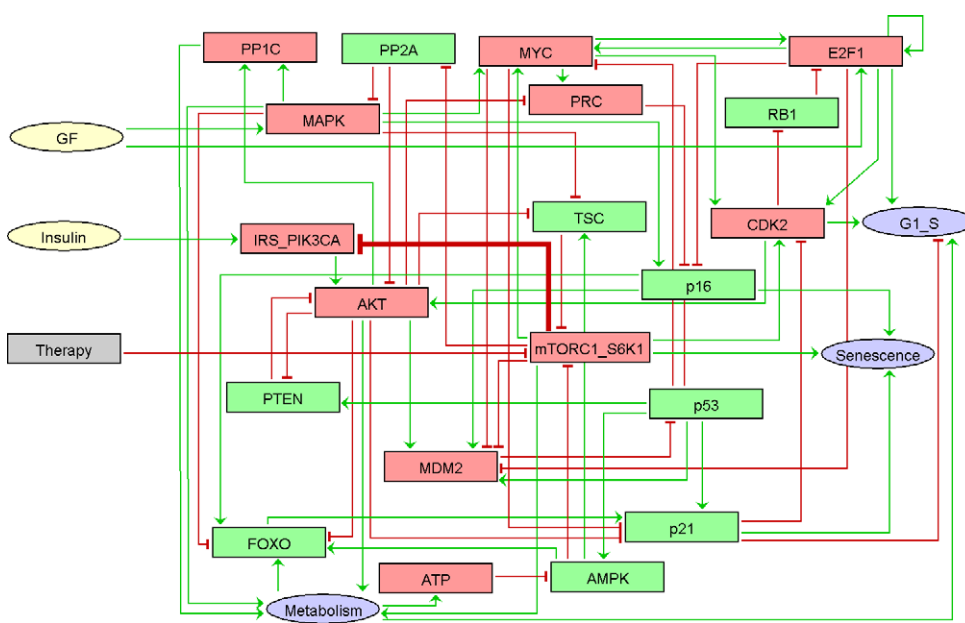 PP1C
PP2A
MYC
E2F1
PRC
MAPK
RB1
GF
TSC
CDK2
G1_S
Insulin
IRS_PIK3CA
p16
AKT
Therapy
mTORC1_S6K1
Senescence
PTEN
p53
MDM2
p21
FOXO
ATP
AMPK
Metabolism